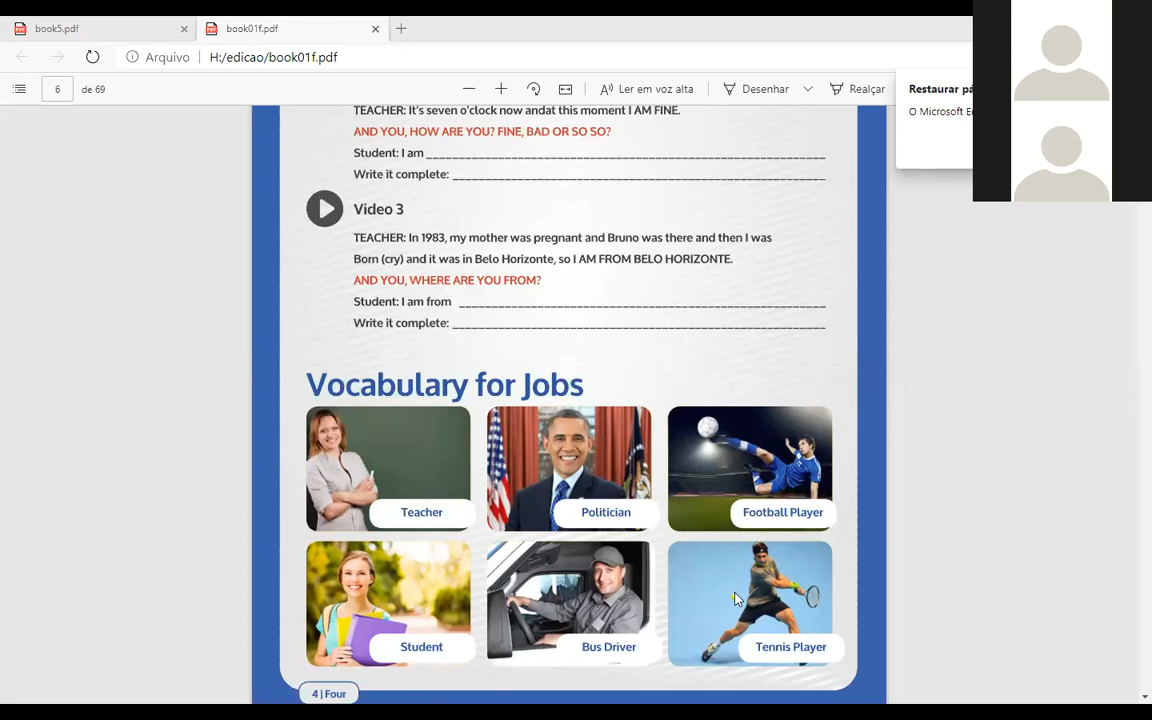 book5.pdf
book01f.pdf
Arquivo
H:/edicao/book01f.pdf
6 de 69
Ler em voz alta
Desenhar
Realçar
Restaurar
O Microsoft
TEACHER: It's seven o'clock now andat this moment I AM FINE.
AND YOU, HOW ARE YOU? FINE, BAD OR SO SO?
Student: I am
Write it complete:
Video 3
TEACHER: In 1983, my mother was pregnant and Bruno was there and then I was
Born (cry) and it was in Belo Horizonte, so I AM FROM BELO HORIZONTE.
AND YOU, WHERE ARE YOU FROM?
Student: I am from
Write it complete:
Vocabulary for Jobs
Teacher
Politician
Football Player
Student
Bus Driver
Tennis Player
4 | Four